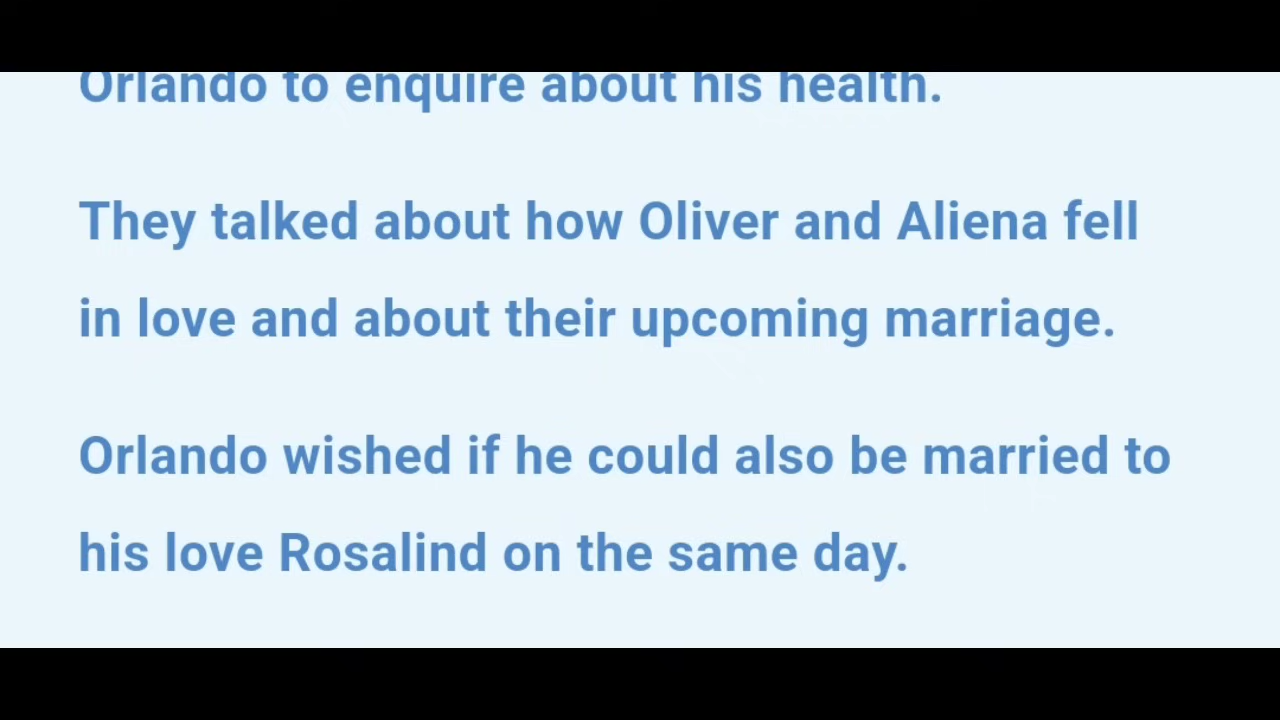 Orlando to enquire about his health.
They talked about how Oliver and Aliena fell
in love and about their upcoming marriage.
Orlando wished if he could also be married to
his love Rosalind on the same day.